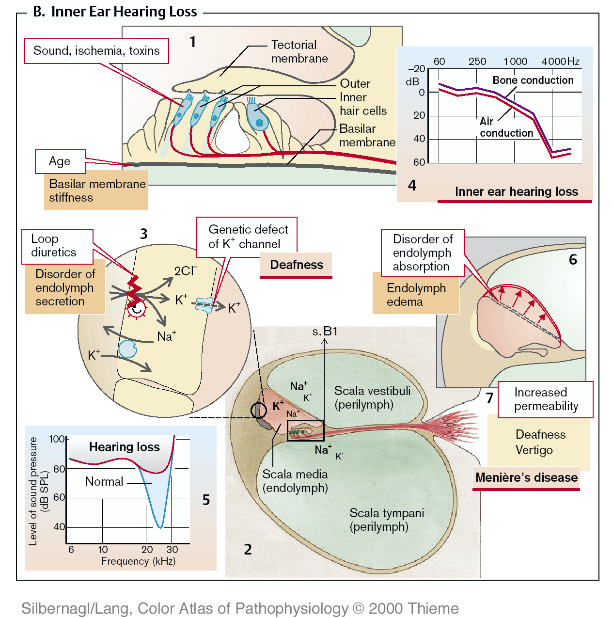 B. Inner Ear Hearing Loss
1
Sound, ischemia, toxins
Tectorial
membrane
Outer
Inner
hair cells
Basilar
membrane
Age
Basilar membrane
stiffness
60 250 1000 4000Hz
–20
dB
0
20
40
60
Bone conduction
Air
conduction
4
Inner ear hearing loss
3
Loop
diuretics
Disorder of
endolymph
secretion
2Cl⁻
K⁺
Na⁺
K⁺
K⁺
Genetic defect
of K⁺ channel
Deafness
6
Disorder of
endolymph
absorption
Endolymph
edema
s.B1
Na⁺
K⁺
K⁺
Na⁺
Scala vestibuli
(perilymph)
Na⁺
K⁺
Scala media
(endolymph)
Scala tympani
(perilymph)
2
7
Increased
permeability
Deafness
Vertigo
Menière's disease
Level of sound pressure
(dB SPL)
100
80
60
40
Hearing loss
Normal
5
6 10 20 30
Frequency (kHz)
Silbernagl/Lang, Color Atlas of Pathophysiology © 2000 Thieme